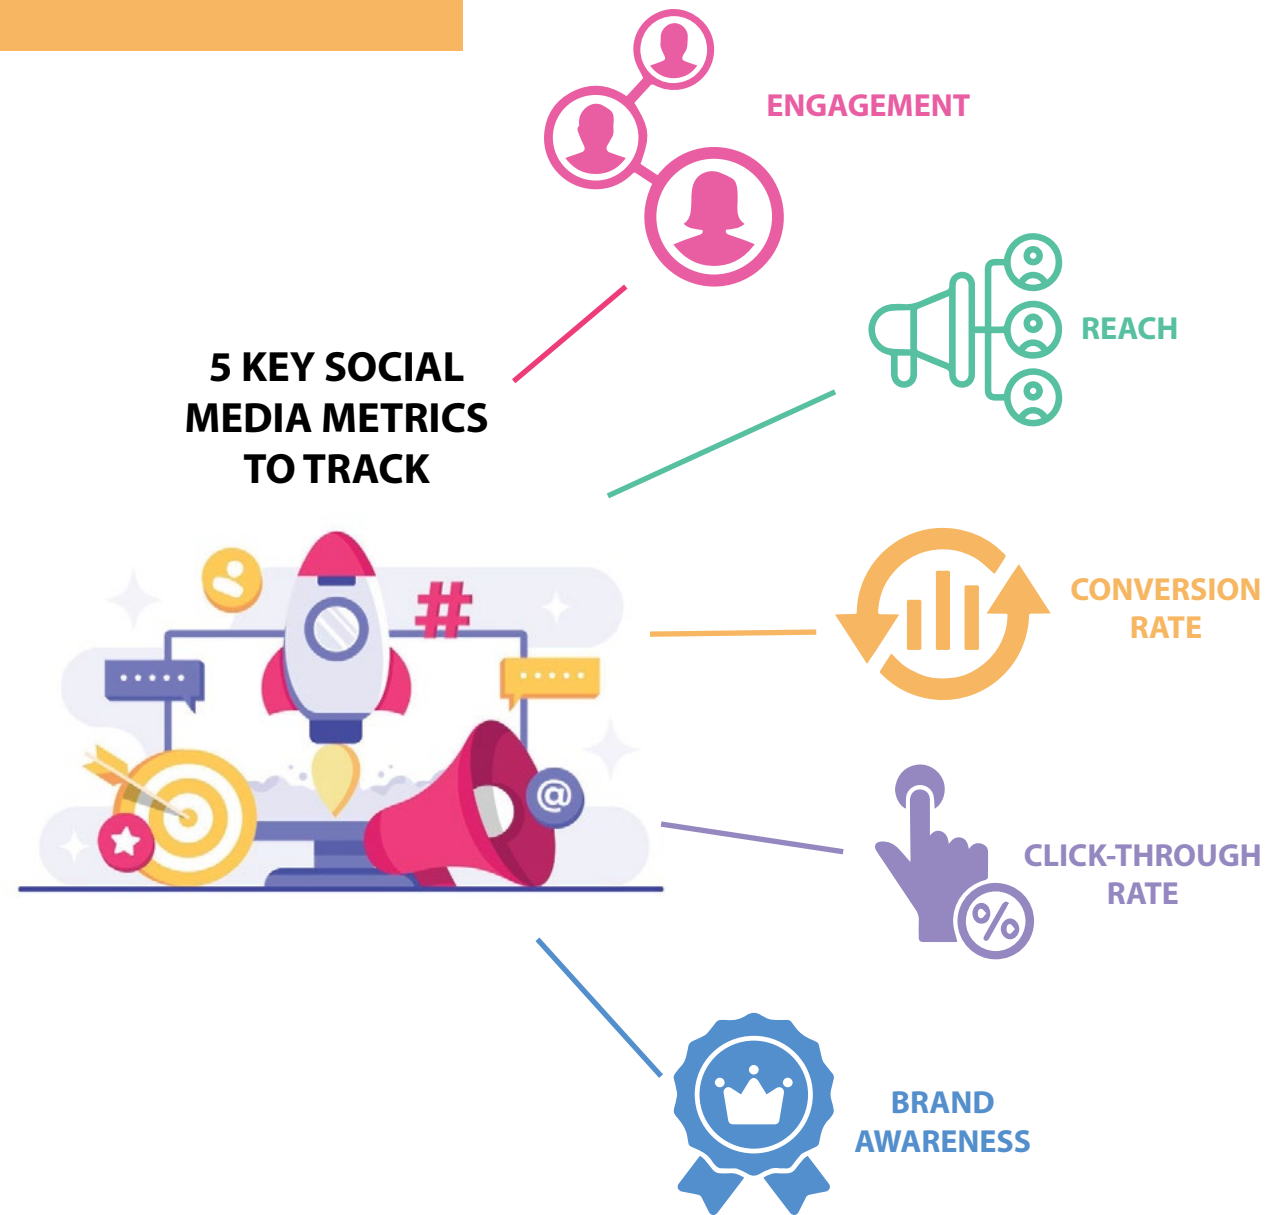 ENGAGEMENT
REACH
5 KEY SOCIAL
MEDIA METRICS
TO TRACK
#
CONVERSION
RATE
@
CLICK-THROUGH
RATE
%
BRAND
AWARENESS